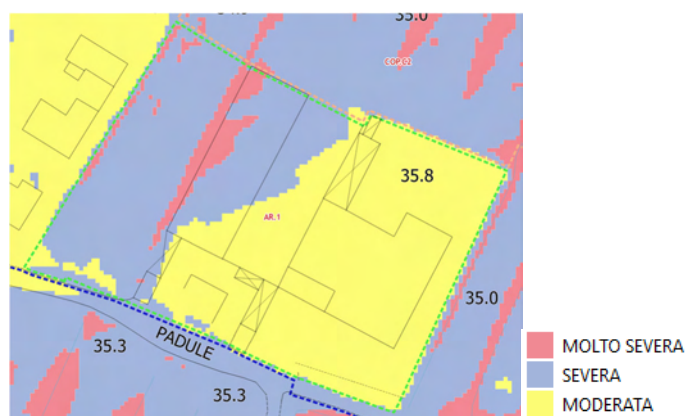 35.0
COP.C2
35.8
AR.1
35.0
PADULE
35.3
35.3
MOLTO SEVERA
SEVERA
MODERATA